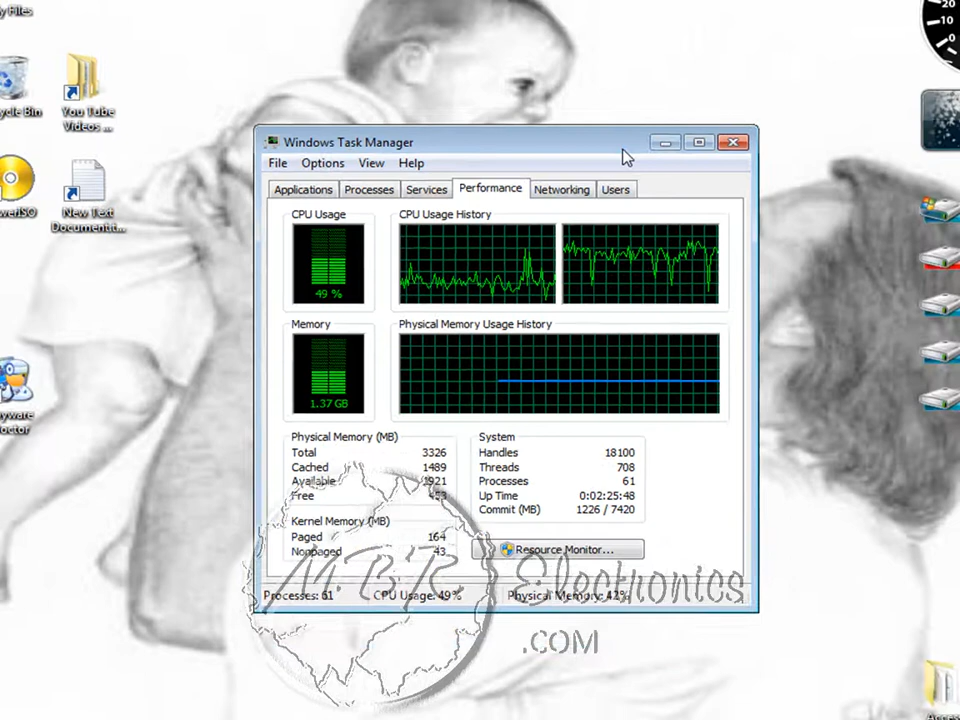 y Files
ycle Bin
You Tube
Videos ...
werISO
New Text
Documentit...
yware
octor
20
10
0
Windows Task Manager
File Options View Help
Applications Processes Services Performance Networking Users
CPU Usage
49 %
CPU Usage History
Memory
1.37 GB
Physical Memory Usage History
Physical Memory (MB)
Total 3326
Cached 1489
Available 1921
Free
Kernel Memory (MB)
Paged 164
Nonpaged 43
System
Handles 18100
Threads 708
Processes 61
Up Time 0:02:25:48
Commit (MB) 1226 / 7420
Resource Monitor...
Processes: 61 CPU Usage: 49% Physical Memory: 42%
M.B.R. Electronics
.COM